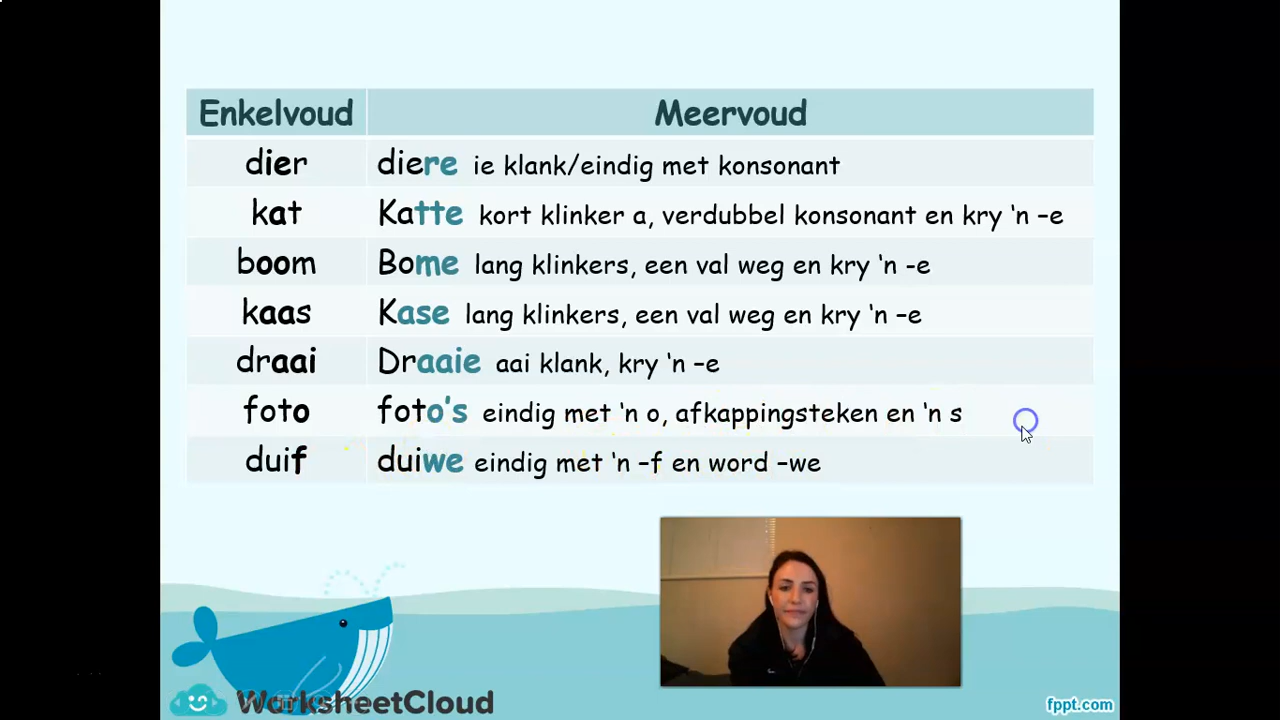 Enkelvoud Meervoud
dier diere ie klank/eindig met konsonant
kat Katte kort klinker a, verdubbel konsonant en kry ‘n –e
boom Bome lang klinkers, een val weg en kry ‘n -e
kaas Kase lang klinkers, een val weg en kry ‘n –e
draai Draaie aai klank, kry ‘n –e
foto foto’s eindig met ‘n o, afkappingsteken en ‘n s
duif duiwe eindig met ‘n –f en word –we
WorksheetCloud
fppt.com